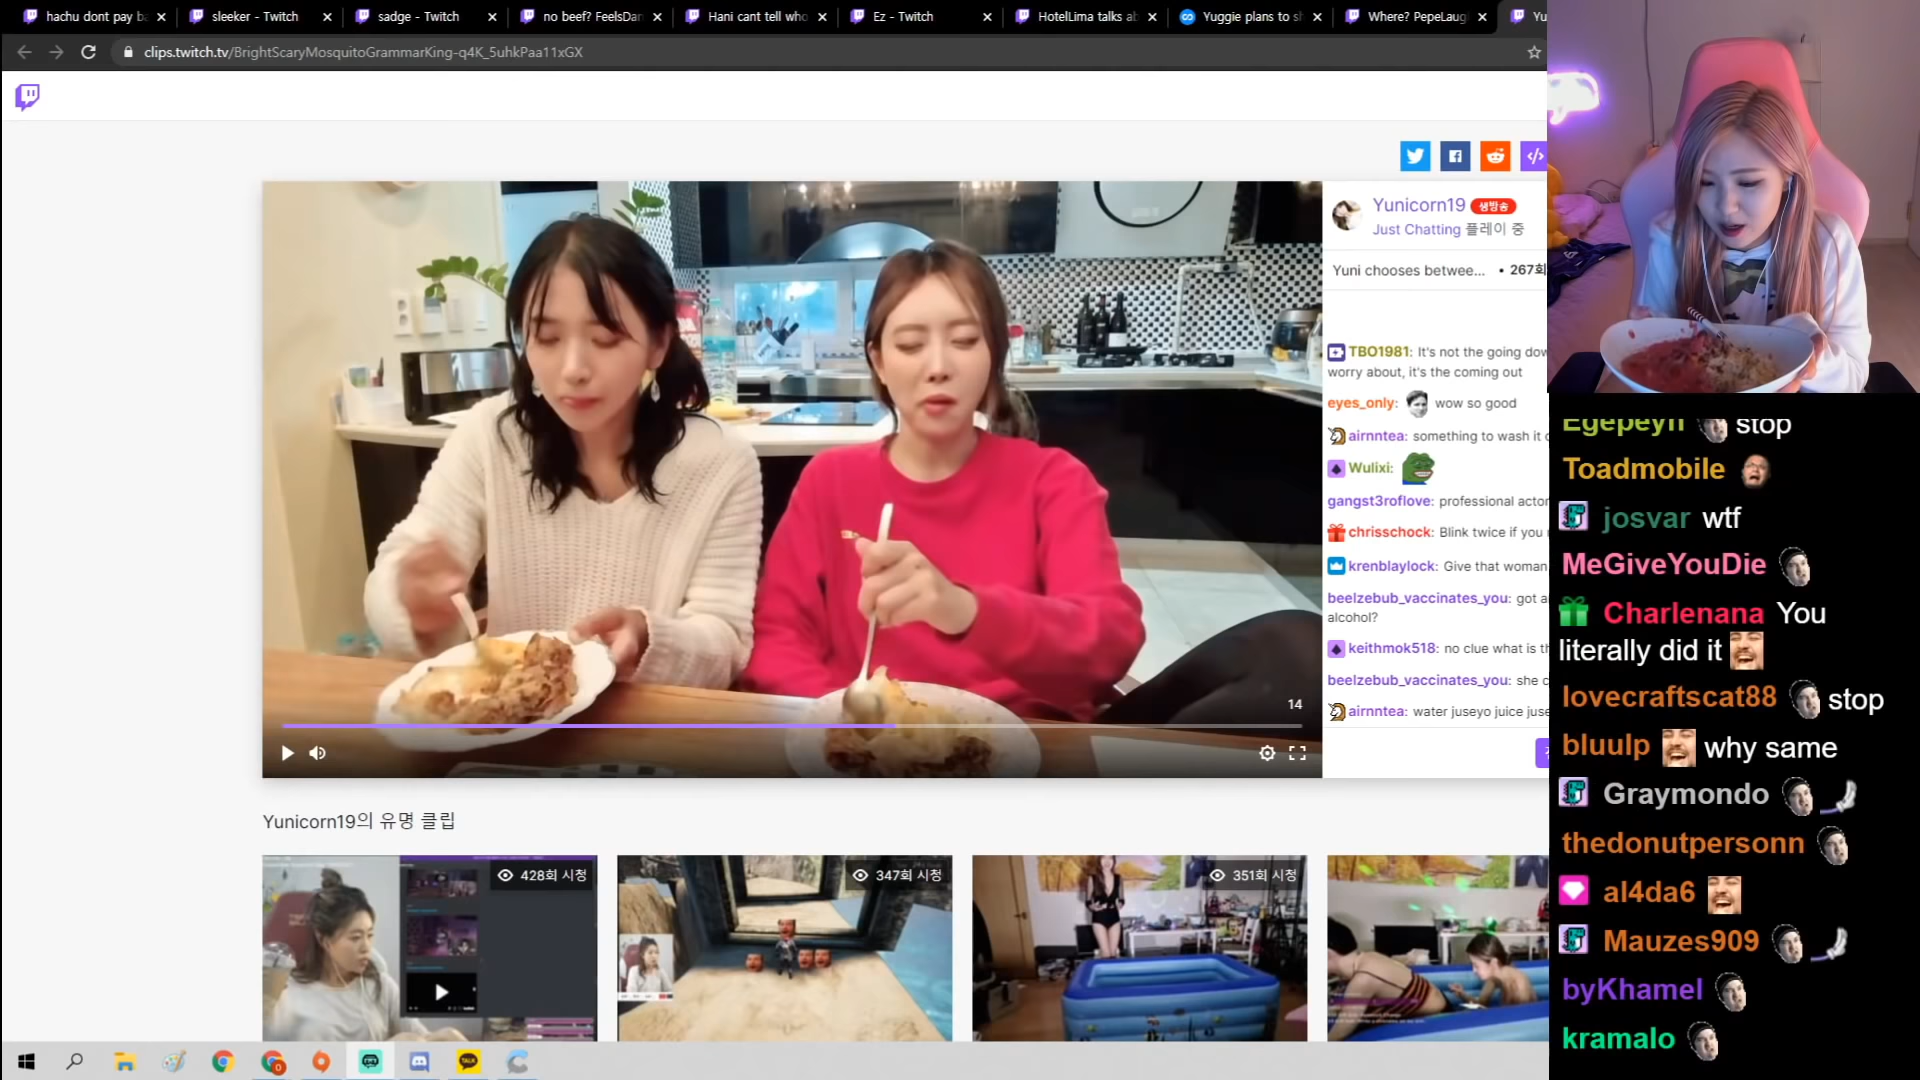 hachu dont pay ba
sleeker - Twitch
sadge - Twitch
no beef? FeelsDan
Hani cant tell who
Ez - Twitch
HotelLima talks ab
Yuggie plans to sh
Where? PepeLaug
Yu
clips.twitch.tv/BrightScaryMosquitoGrammarKing-q4K_5uhkPaa11xGX
Yunicorn19 생방송
Just Chatting 플레이 중
Yuni chooses betwee... • 267회
TBO1981: It's not the going dow
worry about, it's the coming out
eyes_only: wow so good
airnntea: something to wash it
Wulixi:
gangst3roflove: professional actor
chrisschock: Blink twice if you
krenblaylock: Give that woman
beelzebub_vaccinates_you: got a
alcohol?
keithmok518: no clue what is th
beelzebub_vaccinates_you: she c
airnntea: water juseyo juice juse
14
Yunicorn19의 유명 클립
428회 시청
347회 시청
351회 시청
Egepeyn stop
Toadmobile
josvar wtf
MeGiveYouDie
Charlenana You
literally did it
lovecraftscat88 stop
bluulp why same
Graymondo
thedonutpersonn
al4da6
Mauzes909
byKhamel
kramalo
TALK